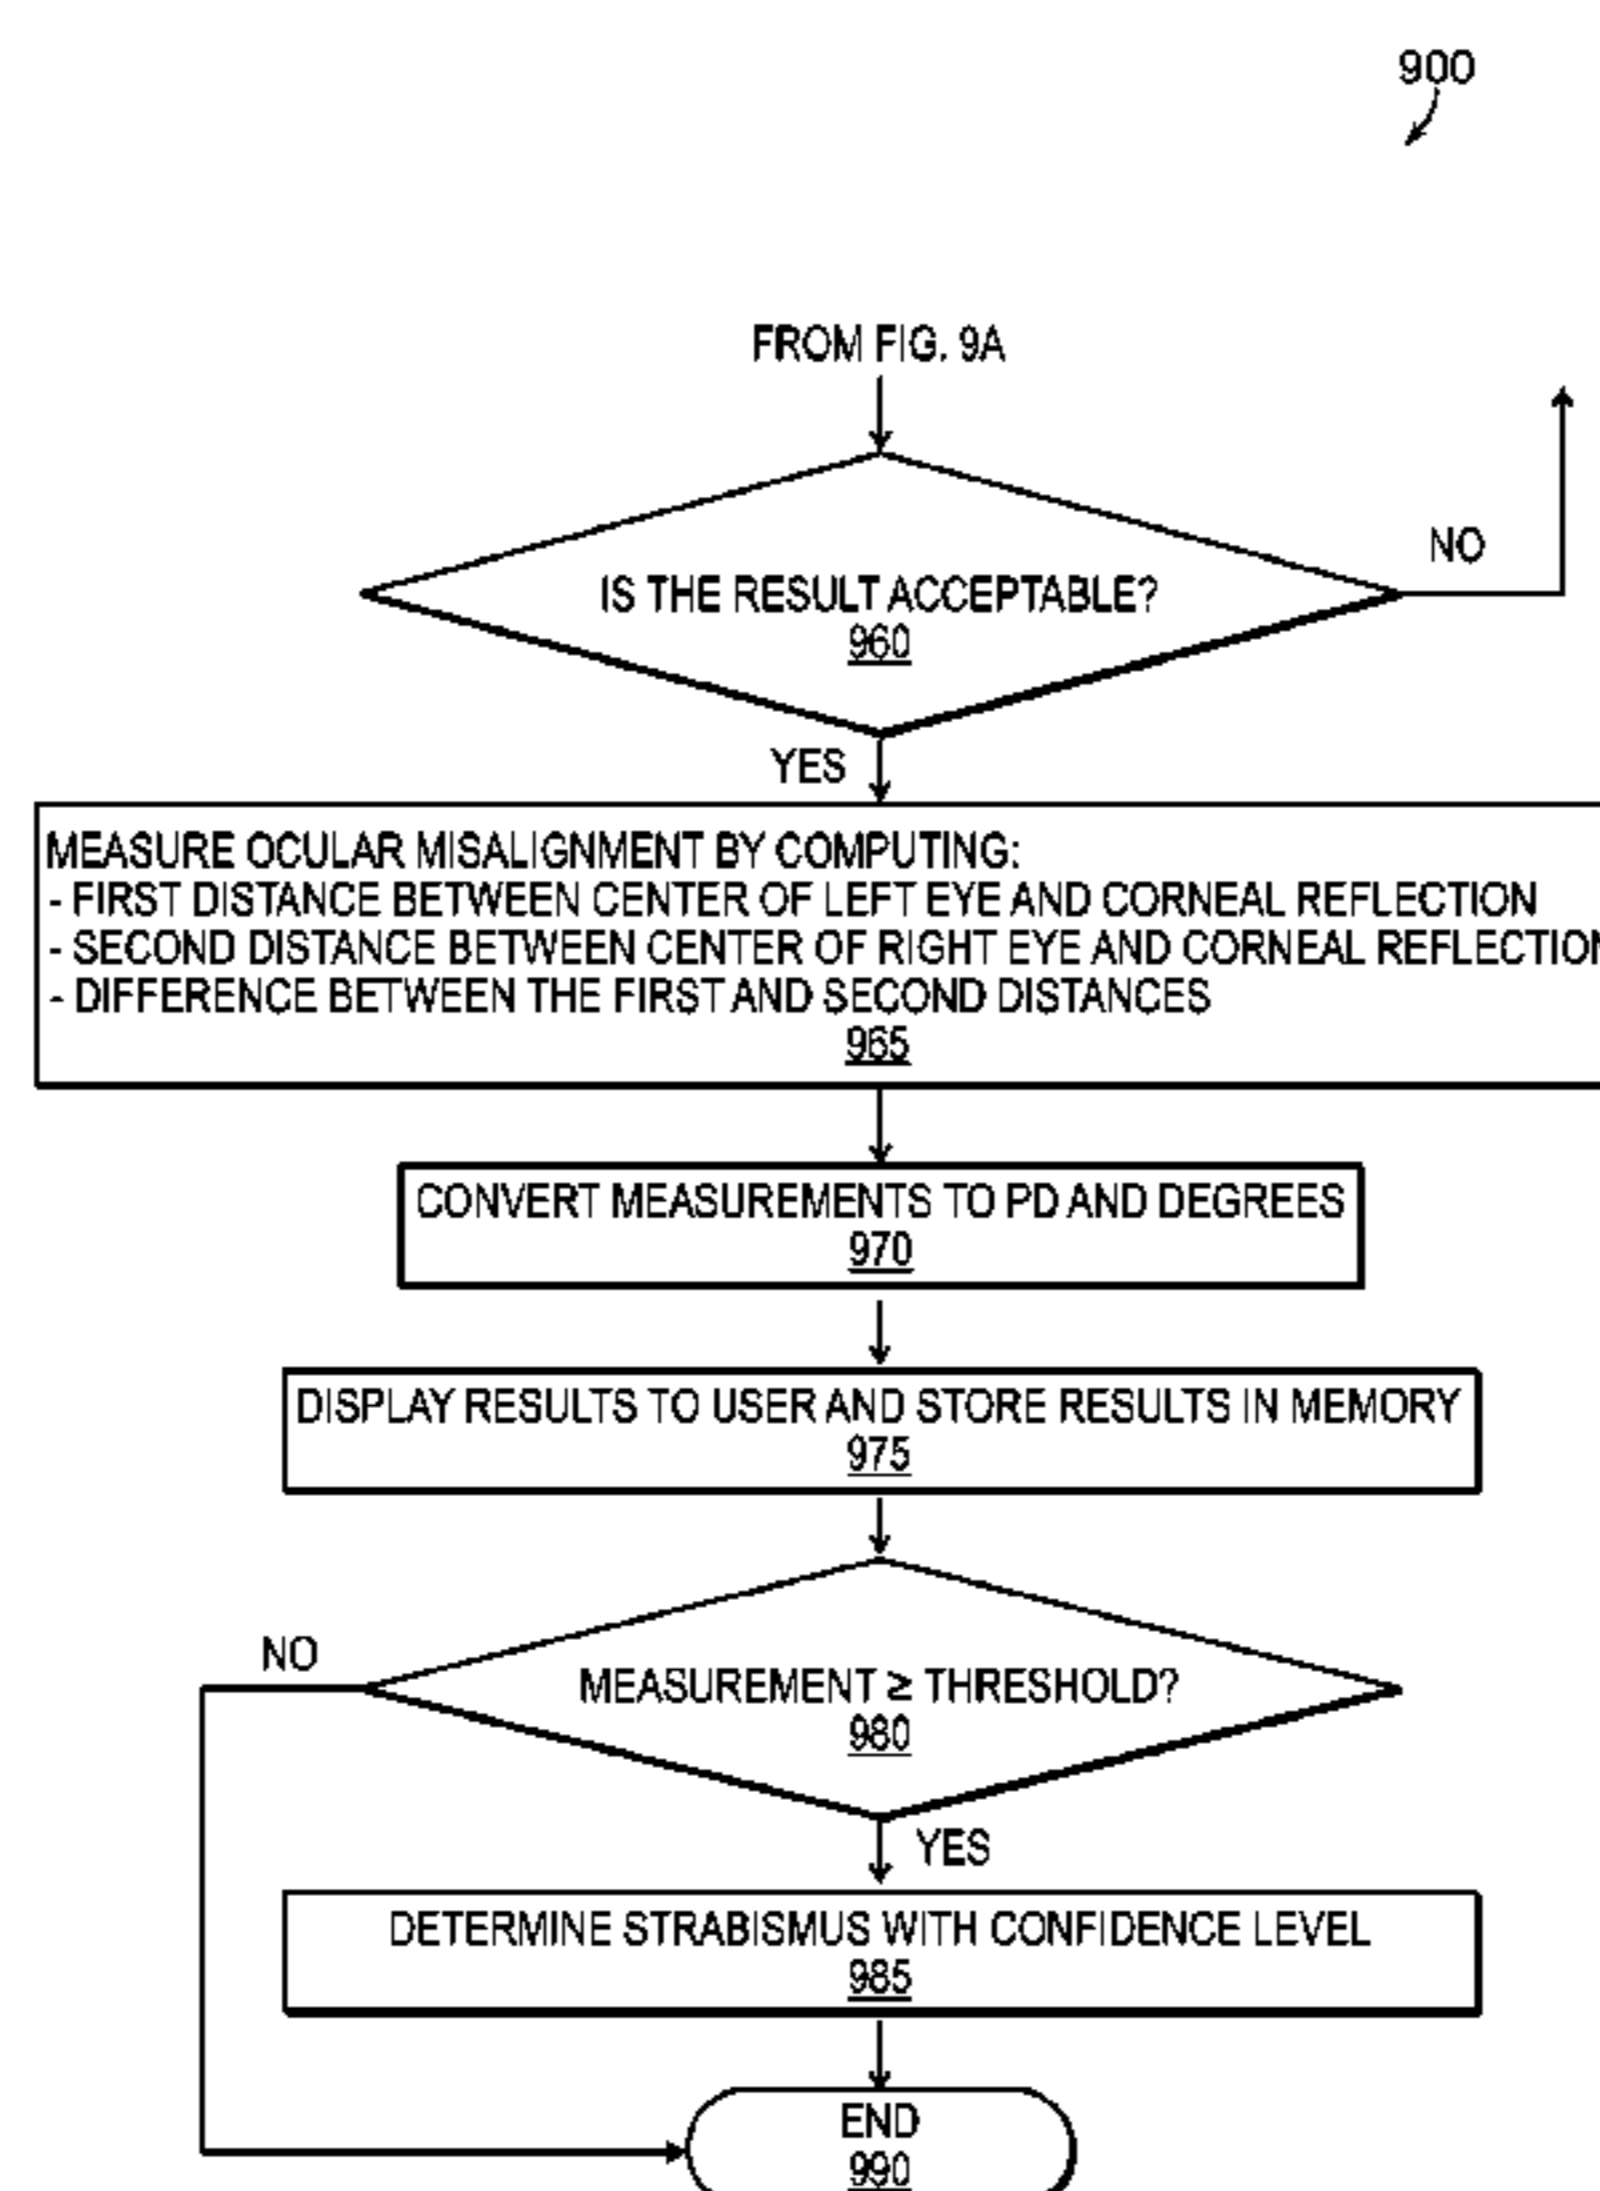 900
FROM FIG. 9A
IS THE RESULT ACCEPTABLE?
960
NO
YES
MEASURE OCULAR MISALIGNMENT BY COMPUTING:
- FIRST DISTANCE BETWEEN CENTER OF LEFT EYE AND CORNEAL REFLECTION
- SECOND DISTANCE BETWEEN CENTER OF RIGHT EYE AND CORNEAL REFLECTION
- DIFFERENCE BETWEEN THE FIRST AND SECOND DISTANCES
965
CONVERT MEASUREMENTS TO PD AND DEGREES
970
DISPLAY RESULTS TO USER AND STORE RESULTS IN MEMORY
975
NO
MEASUREMENT ≥ THRESHOLD?
980
YES
DETERMINE STRABISMUS WITH CONFIDENCE LEVEL
985
END
990